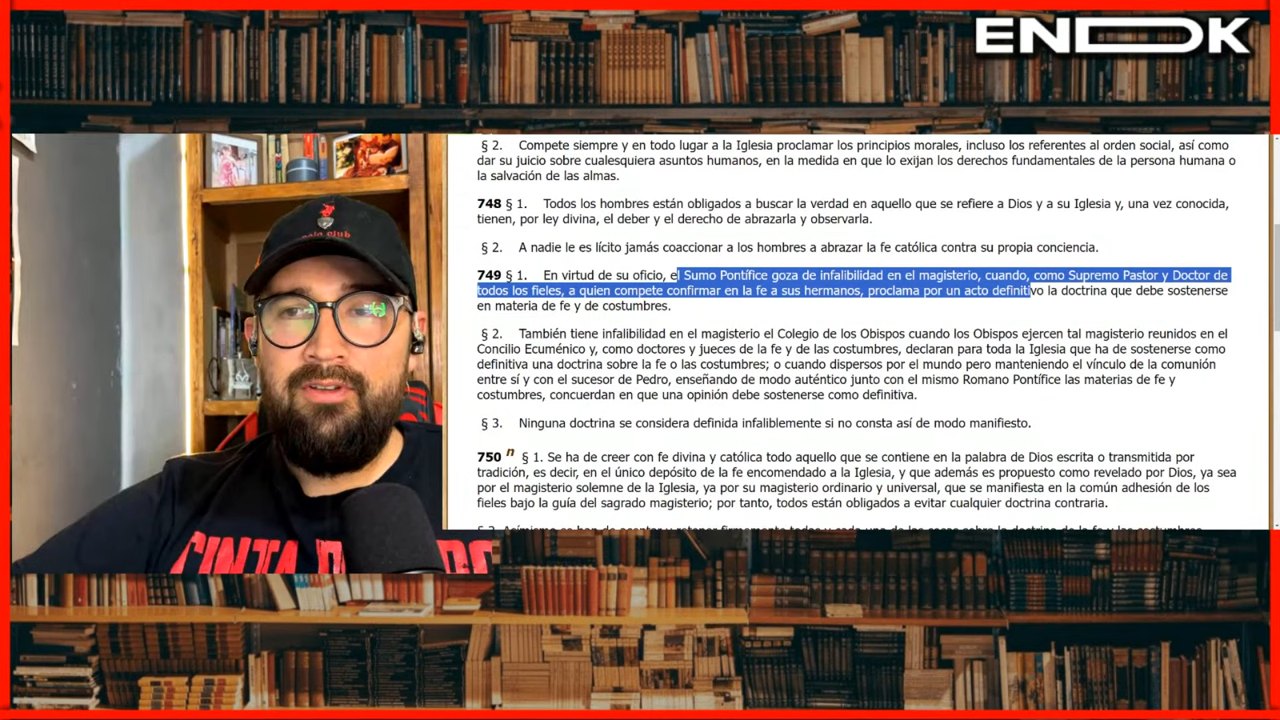 ENDK
§ 2. Compete siempre y en todo lugar a la Iglesia proclamar los principios morales, incluso los referentes al orden social, así como
dar su juicio sobre cualesquiera asuntos humanos, en la medida en que lo exijan los derechos fundamentales de la persona humana o
la salvación de las almas.
748 § 1. Todos los hombres están obligados a buscar la verdad en aquello que se refiere a Dios y a su Iglesia y, una vez conocida,
tienen, por ley divina, el deber y el derecho de abrazarla y observarla.
§ 2. A nadie le es lícito jamás coaccionar a los hombres a abrazar la fe católica contra su propia conciencia.
749 § 1. En virtud de su oficio, el Sumo Pontífice goza de infalibilidad en el magisterio, cuando, como Supremo Pastor y Doctor de
todos los fieles, a quien compete confirmar en la fe a sus hermanos, proclama por un acto definitivo la doctrina que debe sostenerse
en materia de fe y de costumbres.
§ 2. También tiene infalibilidad en el magisterio el Colegio de los Obispos cuando los Obispos ejercen tal magisterio reunidos en el
Concilio Ecuménico y, como doctores y jueces de la fe y de las costumbres, declaran para toda la Iglesia que ha de sostenerse como
definitiva una doctrina sobre la fe o las costumbres; o cuando dispersos por el mundo pero manteniendo el vínculo de la comunión
entre sí y con el sucesor de Pedro, enseñando de modo auténtico junto con el mismo Romano Pontífice las materias de fe y
costumbres, concuerdan en que una opinión debe sostenerse como definitiva.
§ 3. Ninguna doctrina se considera definida infaliblemente si no consta así de modo manifiesto.
750 n § 1. Se ha de creer con fe divina y católica todo aquello que se contiene en la palabra de Dios escrita o transmitida por
tradición, es decir, en el único depósito de la fe encomendado a la Iglesia, y que además es propuesto como revelado por Dios, ya sea
por el magisterio solemne de la Iglesia, ya por su magisterio ordinario y universal, que se manifiesta en la común adhesión de los
fieles bajo la guía del sagrado magisterio; por tanto, todos están obligados a evitar cualquier doctrina contraria.